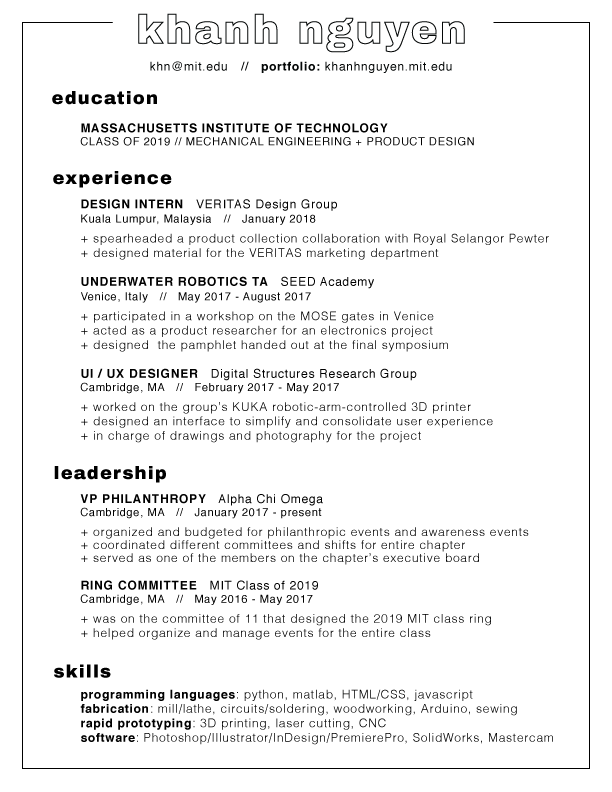 khanh nguyen
khn@mit.edu // portfolio: khanhnguyen.mit.edu
education
MASSACHUSETTS INSTITUTE OF TECHNOLOGY
CLASS OF 2019 // MECHANICAL ENGINEERING + PRODUCT DESIGN
experience
DESIGN INTERN VERITAS Design Group
Kuala Lumpur, Malaysia // January 2018
+ spearheaded a product collection collaboration with Royal Selangor Pewter
+ designed material for the VERITAS marketing department
UNDERWATER ROBOTICS TA SEED Academy
Venice, Italy // May 2017 - August 2017
+ participated in a workshop on the MOSE gates in Venice
+ acted as a product researcher for an electronics project
+ designed the pamphlet handed out at the final symposium
UI / UX DESIGNER Digital Structures Research Group
Cambridge, MA // February 2017 - May 2017
+ worked on the group's KUKA robotic-arm-controlled 3D printer
+ designed an interface to simplify and consolidate user experience
+ in charge of drawings and photography for the project
leadership
VP PHILANTHROPY Alpha Chi Omega
Cambridge, MA // January 2017 - present
+ organized and budgeted for philanthropic events and awareness events
+ coordinated different committees and shifts for entire chapter
+ served as one of the members on the chapter's executive board
RING COMMITTEE MIT Class of 2019
Cambridge, MA // May 2016 - May 2017
+ was on the committee of 11 that designed the 2019 MIT class ring
+ helped organize and manage events for the entire class
skills
programming languages: python, matlab, HTML/CSS, javascript
fabrication: mill/lathe, circuits/soldering, woodworking, Arduino, sewing
rapid prototyping: 3D printing, laser cutting, CNC
software: Photoshop/Illustrator/InDesign/PremierePro, SolidWorks, Mastercam